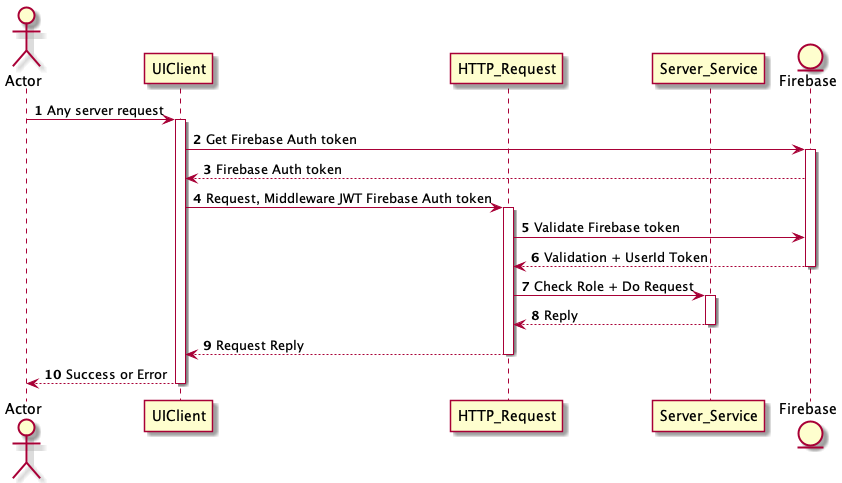 Actor
UIClient
HTTP_Request
Server_Service
Firebase
1 Any server request
2 Get Firebase Auth token
3 Firebase Auth token
4 Request, Middleware JWT Firebase Auth token
5 Validate Firebase token
6 Validation + UserId Token
7 Check Role + Do Request
8 Reply
9 Request Reply
10 Success or Error
Actor
UIClient
HTTP_Request
Server_Service
Firebase